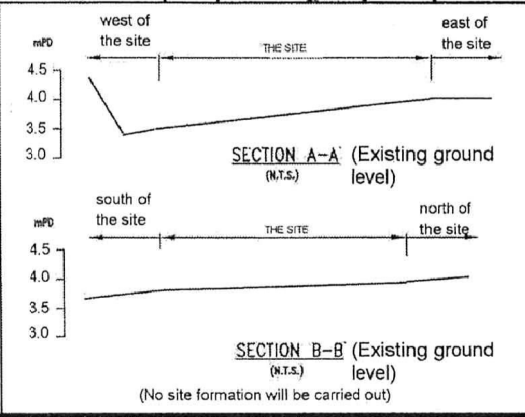 west of
the site
THE SITE
east of
the site
mPD
4.5
4.0
3.5
3.0
SECTION A-A (Existing ground
(N.T.S.) level)
south of
the site
THE SITE
north of
the site
mPD
4.5
4.0
3.5
3.0
SECTION B-B (Existing ground
(N.T.S.) level)
(No site formation will be carried out)